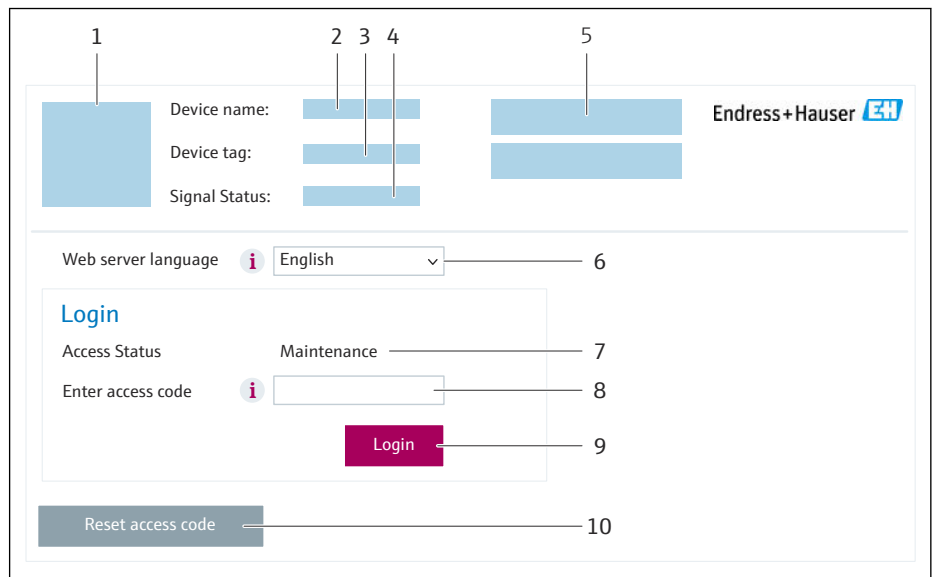 1 2 3 4 5
Device name:
Endress+Hauser EH
Device tag:
Signal Status:
Web server language i English 6
Login
Access Status Maintenance 7
Enter access code i 8
Login 9
Reset access code 10